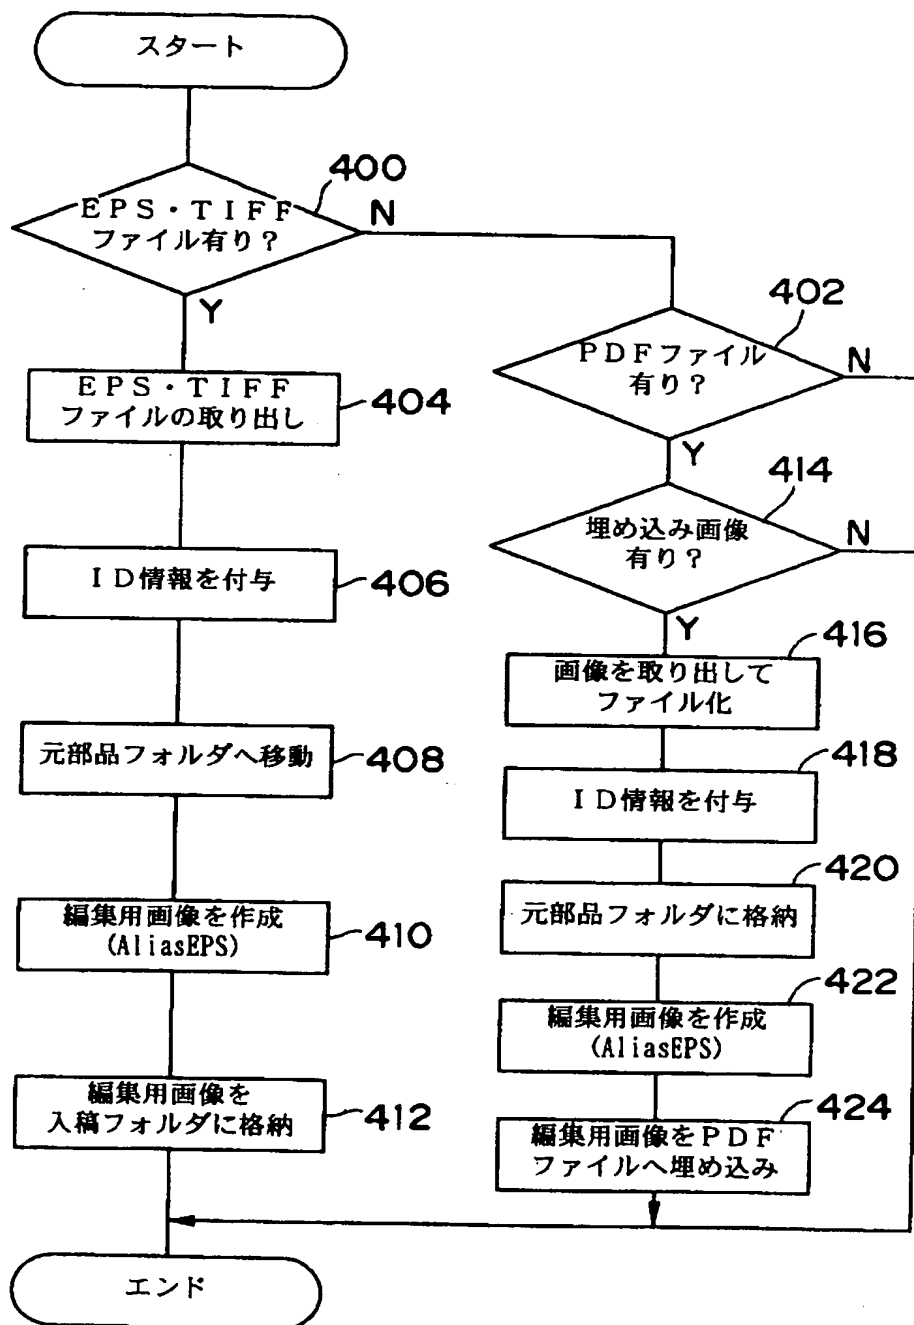 スタート
400
EPS・TIFF
ファイル有り?
N
Y
EPS・TIFF
ファイルの取り出し
404
ID情報を付与
406
元部品フォルダへ移動
408
編集用画像を作成
(AliasEPS)
410
編集用画像を
入稿フォルダに格納
412
402
PDFファイル
有り?
N
Y
414
埋め込み画像
有り?
N
Y
416
画像を取り出して
ファイル化
418
ID情報を付与
420
元部品フォルダに格納
422
編集用画像を作成
(AliasEPS)
424
編集用画像をPDF
ファイルへ埋め込み
エンド